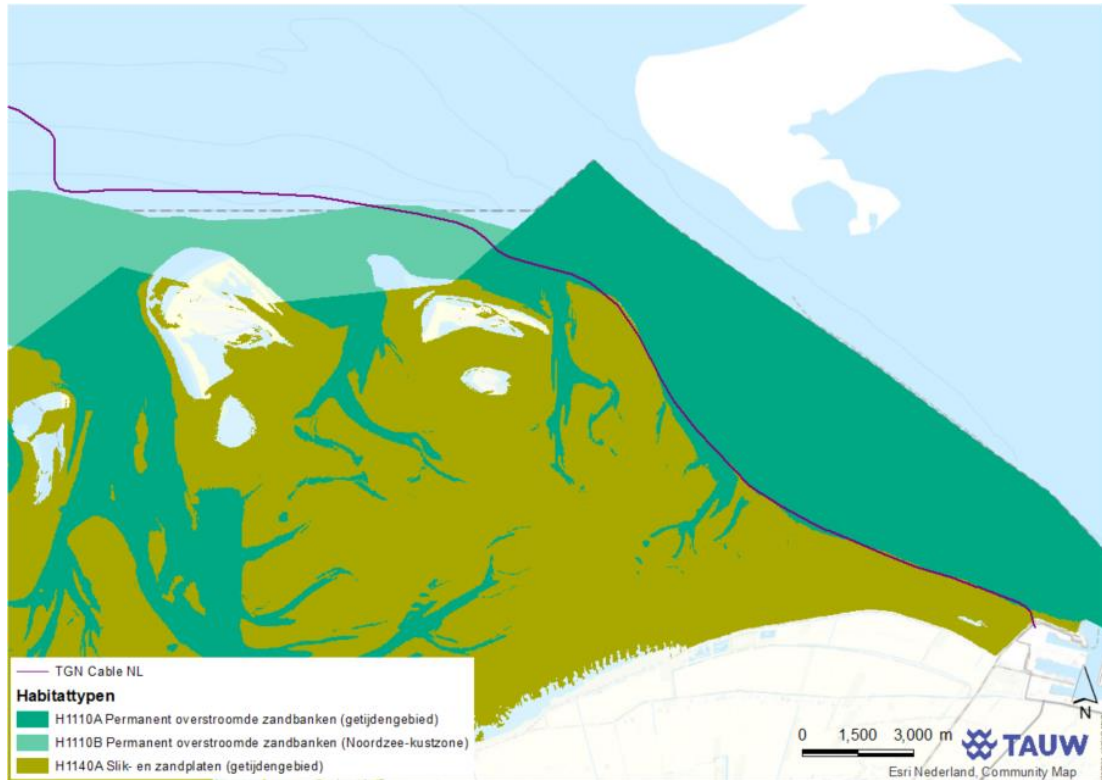 TGN Cable NL
Habitattypen
H1110A Permanent overstroomde zandbanken (getijdengebied)
H1110B Permanent overstroomde zandbanken (Noordzee-kustzone)
H1140A Slik- en zandplaten (getijdengebied)
0 1,500 3,000 m
N
TAUW
Esri Nederland, Community Map